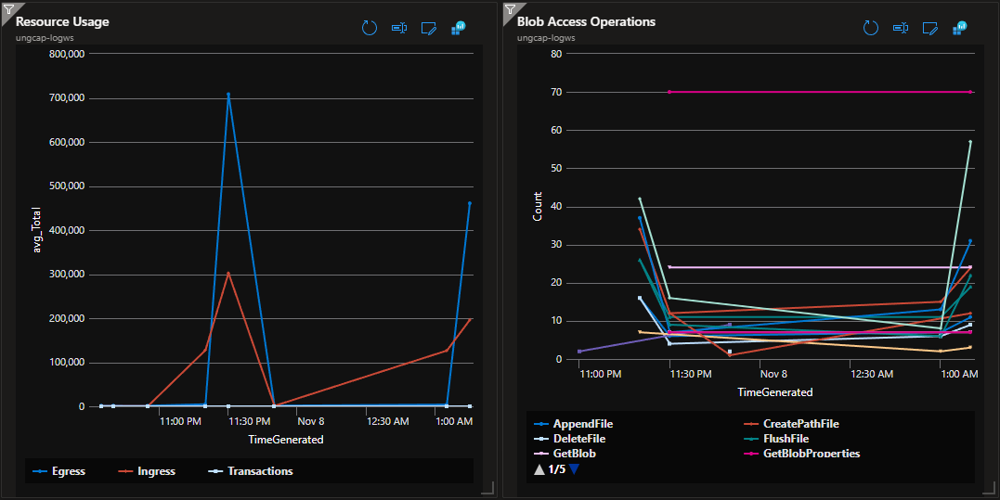 Resource Usage
ungcap-logws
800,000
700,000
600,000
500,000
400,000
300,000
200,000
100,000
0
avg_Total
11:00 PM
11:30 PM
Nov 8
12:30 AM
1:00 AM
TimeGenerated
Egress
Ingress
Transactions
Blob Access Operations
ungcap-logws
80
70
60
50
40
30
20
10
0
Count
11:00 PM
11:30 PM
Nov 8
12:30 AM
1:00 AM
TimeGenerated
AppendFile
CreatePathFile
DeleteFile
FlushFile
GetBlob
GetBlobProperties
1/5